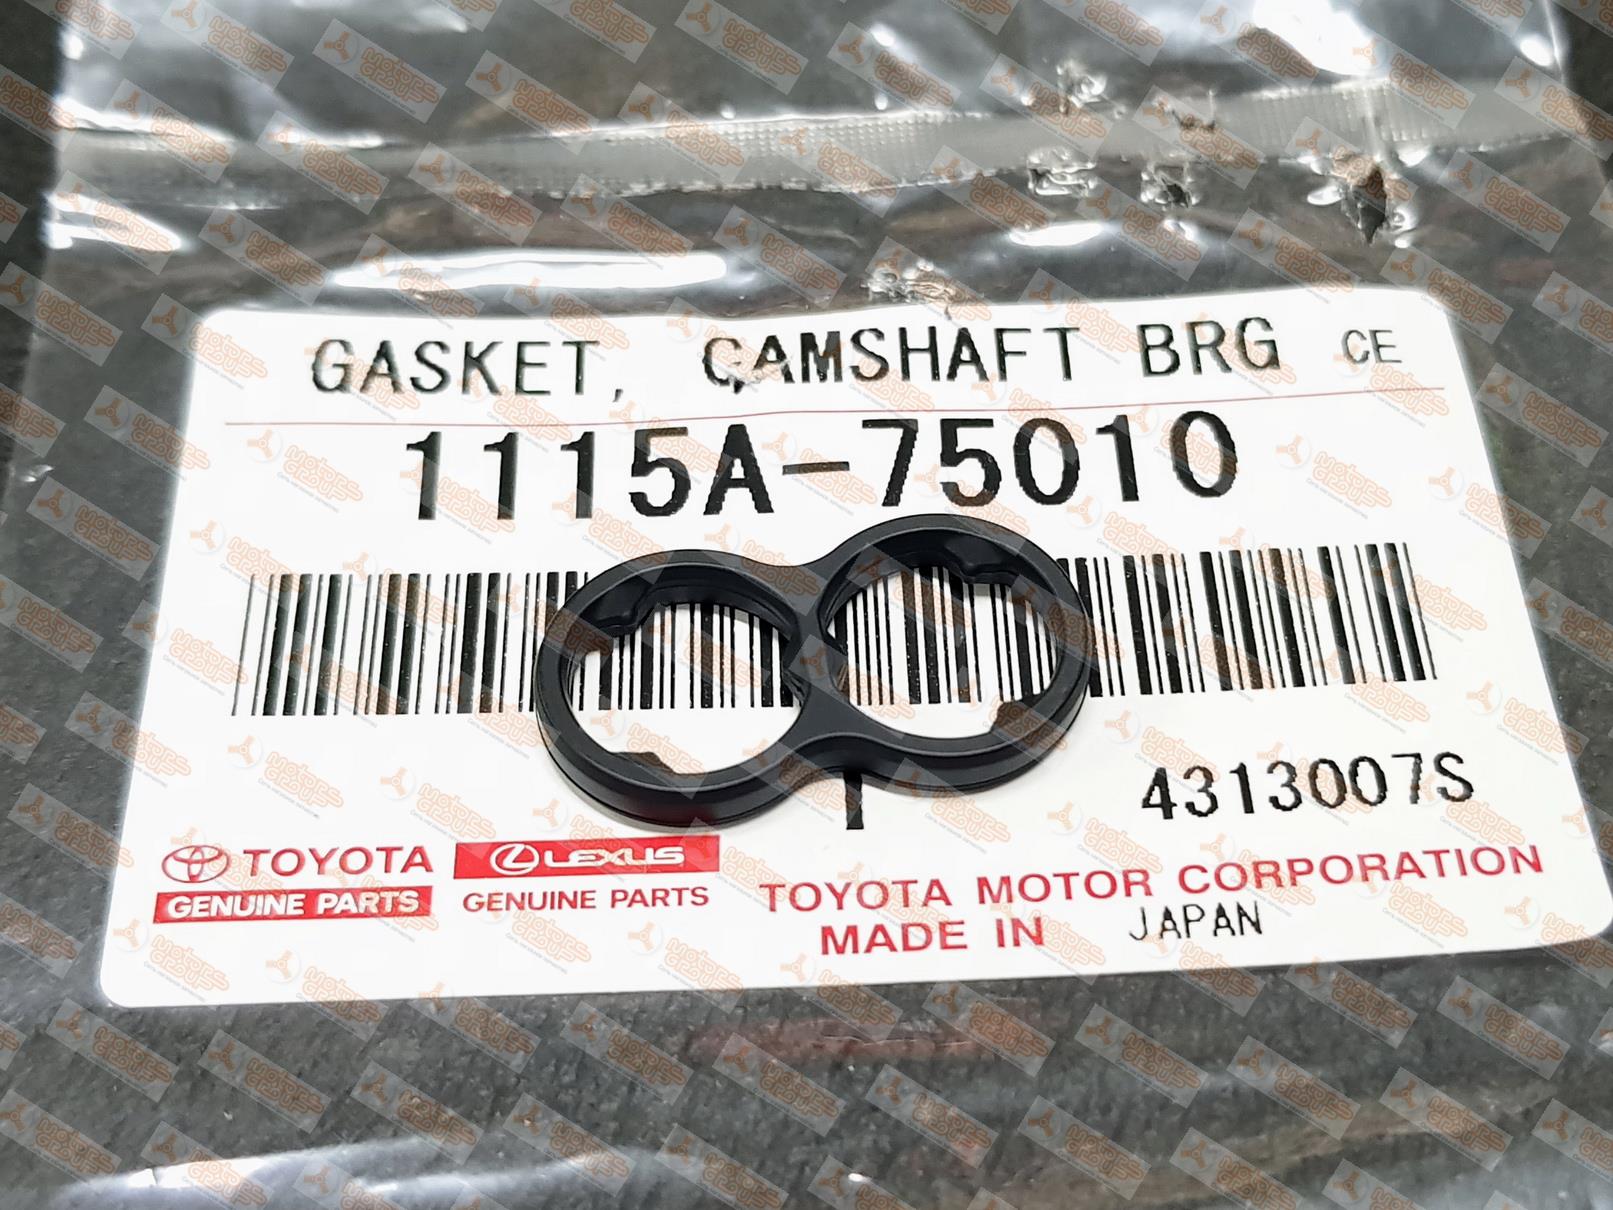 GASKET, CAMSHAFT BRG CE
1115A-75010
4313007S
TOYOTA LEXUS
GENUINE PARTS GENUINE PARTS
TOYOTA MOTOR CORPORATION
MADE IN JAPAN